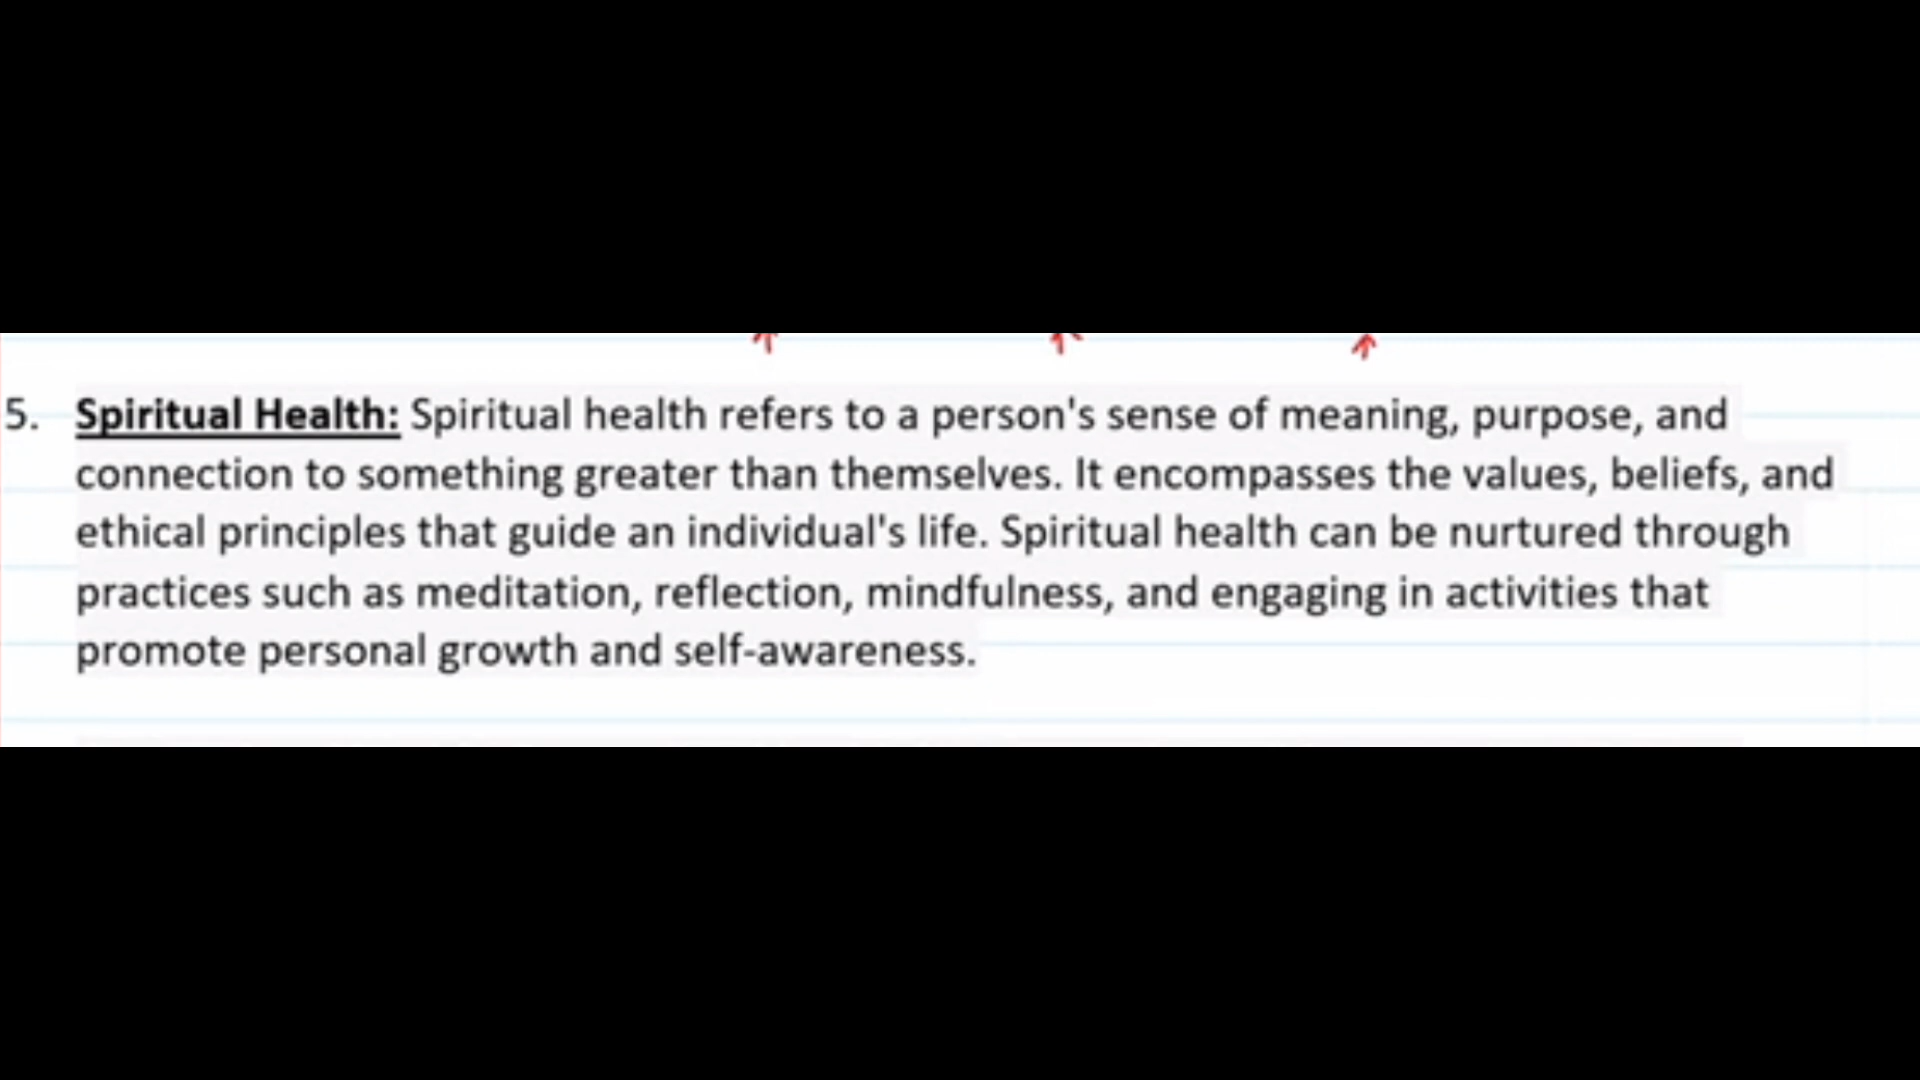 5. Spiritual Health: Spiritual health refers to a person's sense of meaning, purpose, and
connection to something greater than themselves. It encompasses the values, beliefs, and
ethical principles that guide an individual's life. Spiritual health can be nurtured through
practices such as meditation, reflection, mindfulness, and engaging in activities that
promote personal growth and self-awareness.